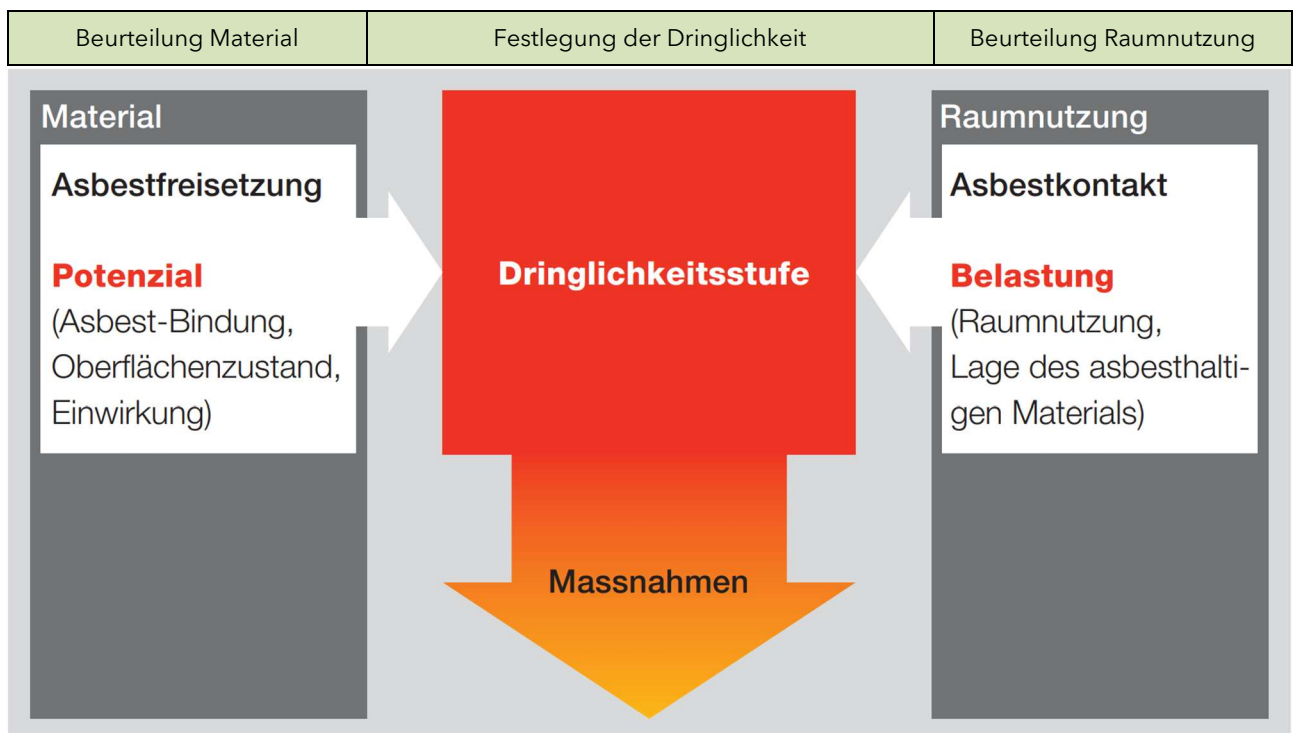 Beurteilung Material
Festlegung der Dringlichkeit
Beurteilung Raumnutzung
Material
Asbestfreisetzung
Potenzial
(Asbest-Bindung,
Oberflächenzustand,
Einwirkung)
Dringlichkeitsstufe
Massnahmen
Raumnutzung
Asbestkontakt
Belastung
(Raumnutzung,
Lage des asbesthalti-
gen Materials)